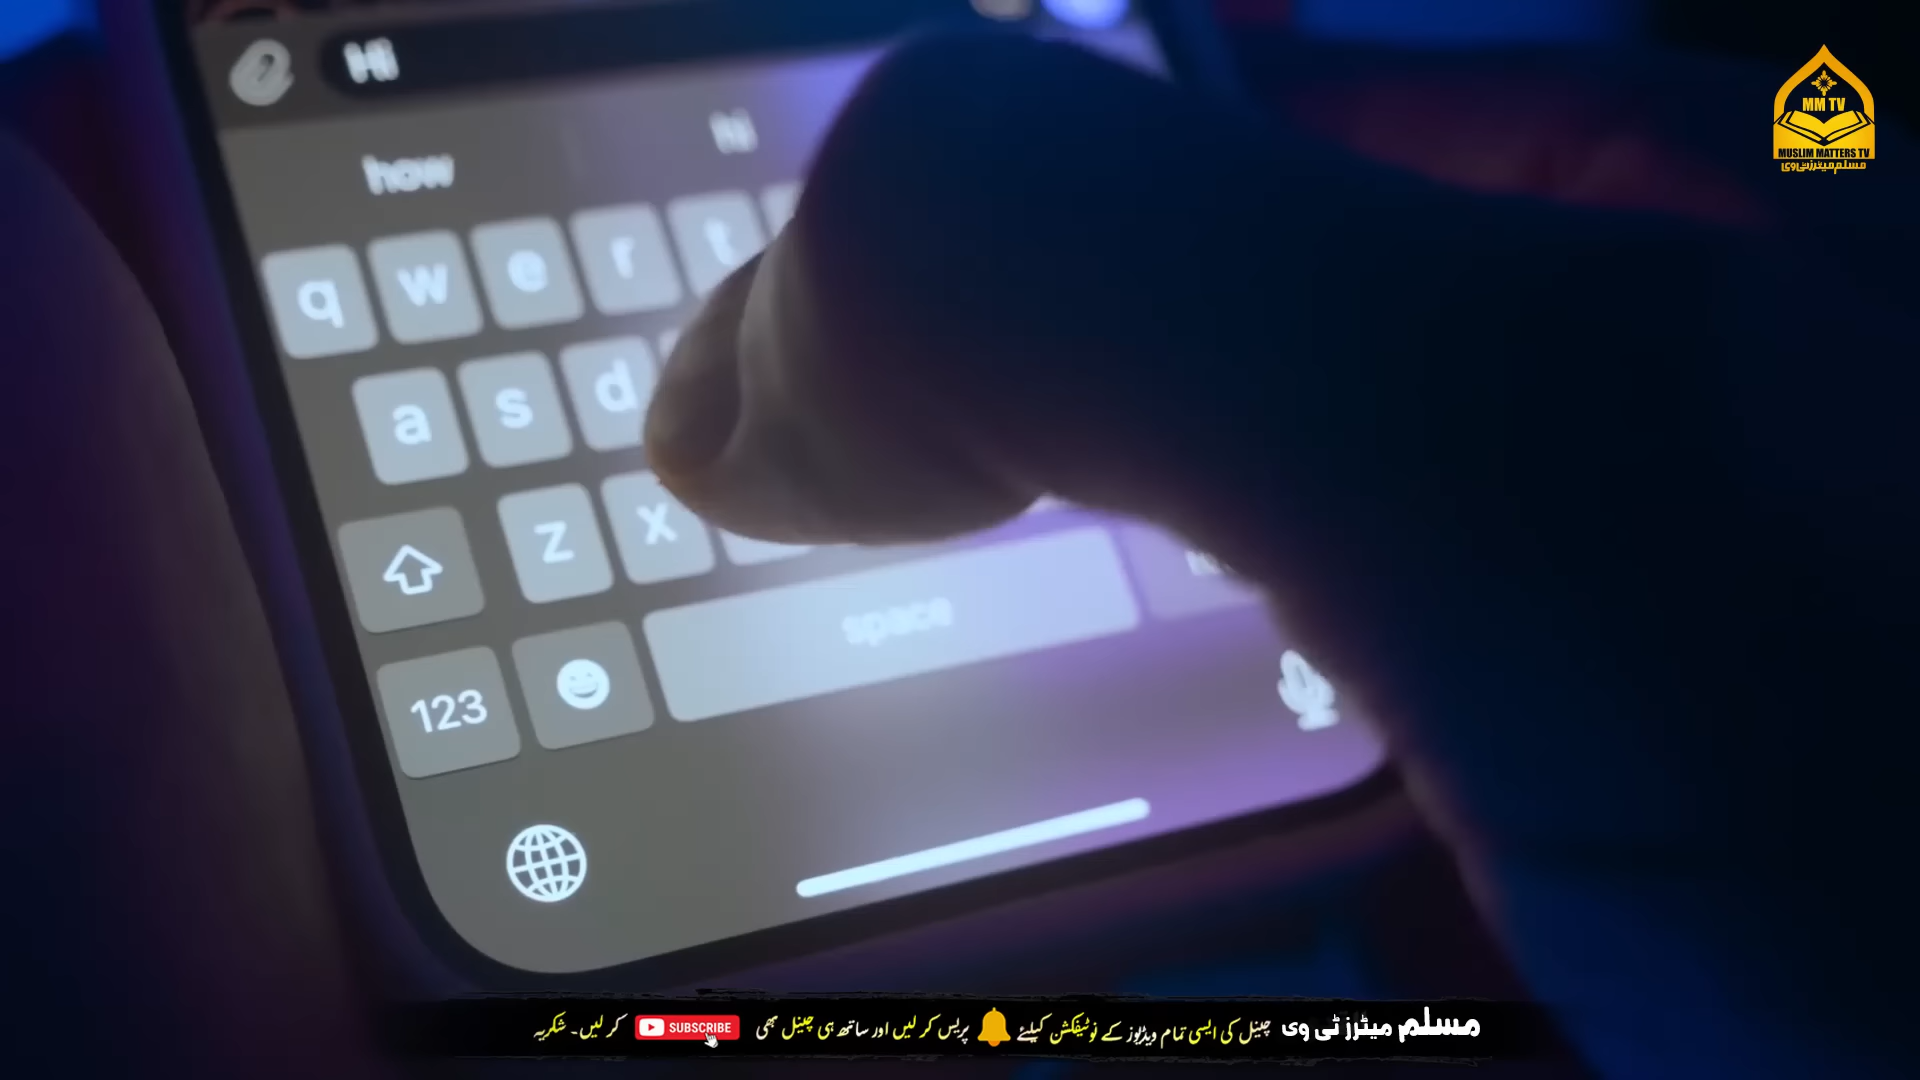 Hi
how hi
q w e r t
a s d
z x
123 space
MM TV
MUSLIM MATTERS TV
مسلم میٹرز ٹی وی
مسلم میٹرز ٹی وی چینل کی ایسی تمام ویڈیوز کے نوٹیفکشن کیلئے پریس کر لیں اور ساتھ ہی چینل بھی SUBSCRIBE کر لیں۔ شکریہ